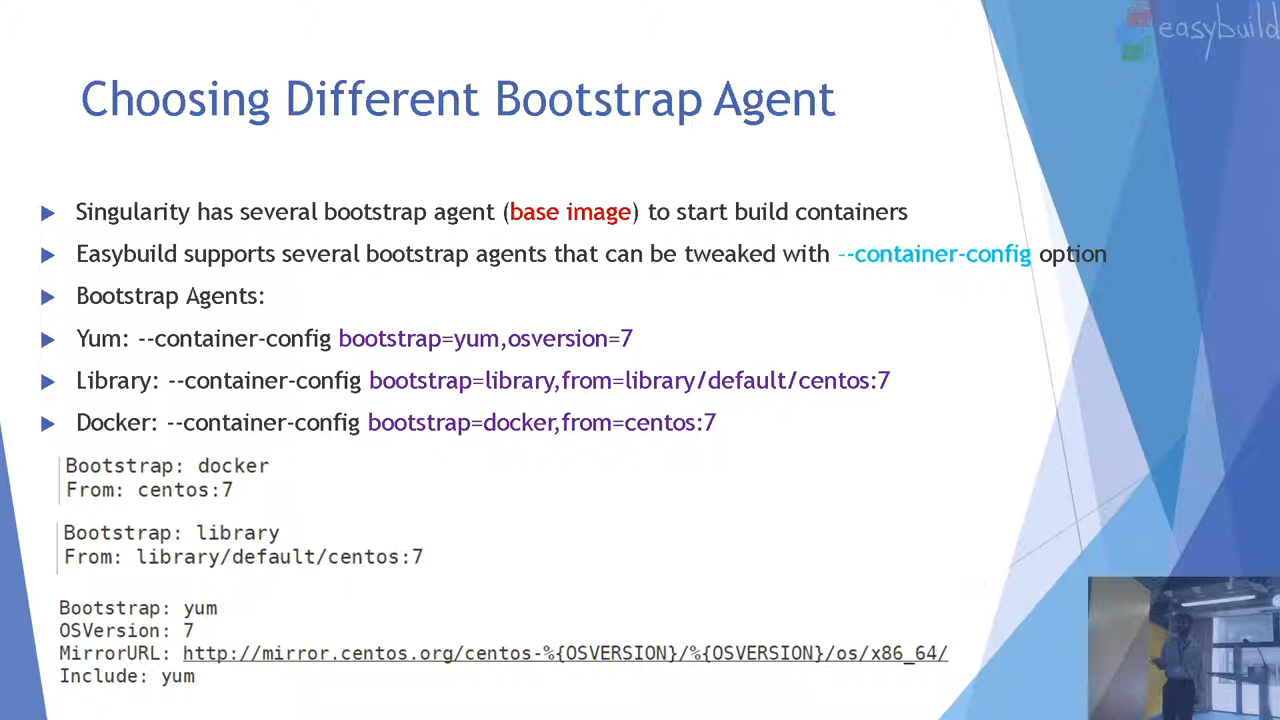 easybuild
Choosing Different Bootstrap Agent
Singularity has several bootstrap agent (base image) to start build containers
Easybuild supports several bootstrap agents that can be tweaked with --container-config option
Bootstrap Agents:
Yum: --container-config bootstrap=yum,osversion=7
Library: --container-config bootstrap=library,from=library/default/centos:7
Docker: --container-config bootstrap=docker,from=centos:7
Bootstrap: docker
From: centos:7
Bootstrap: library
From: library/default/centos:7
Bootstrap: yum
OSVersion: 7
MirrorURL: http://mirror.centos.org/centos-%{OSVERSION}/%{OSVERSION}/os/x86_64/
Include: yum